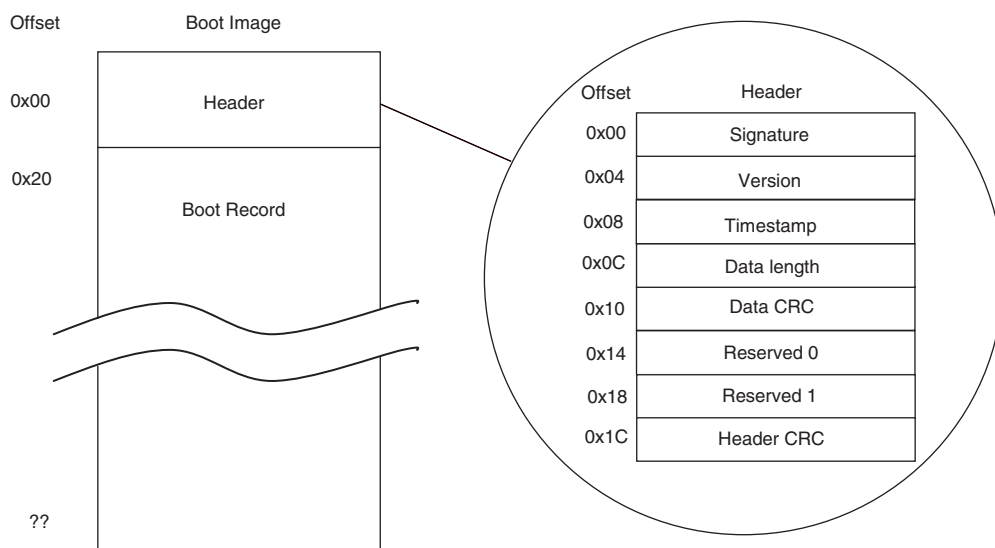 Offset Boot Image
0x00 Header
0x20
Boot Record
??
Offset Header
0x00 Signature
0x04 Version
0x08 Timestamp
0x0C Data length
0x10 Data CRC
0x14 Reserved 0
0x18 Reserved 1
0x1C Header CRC